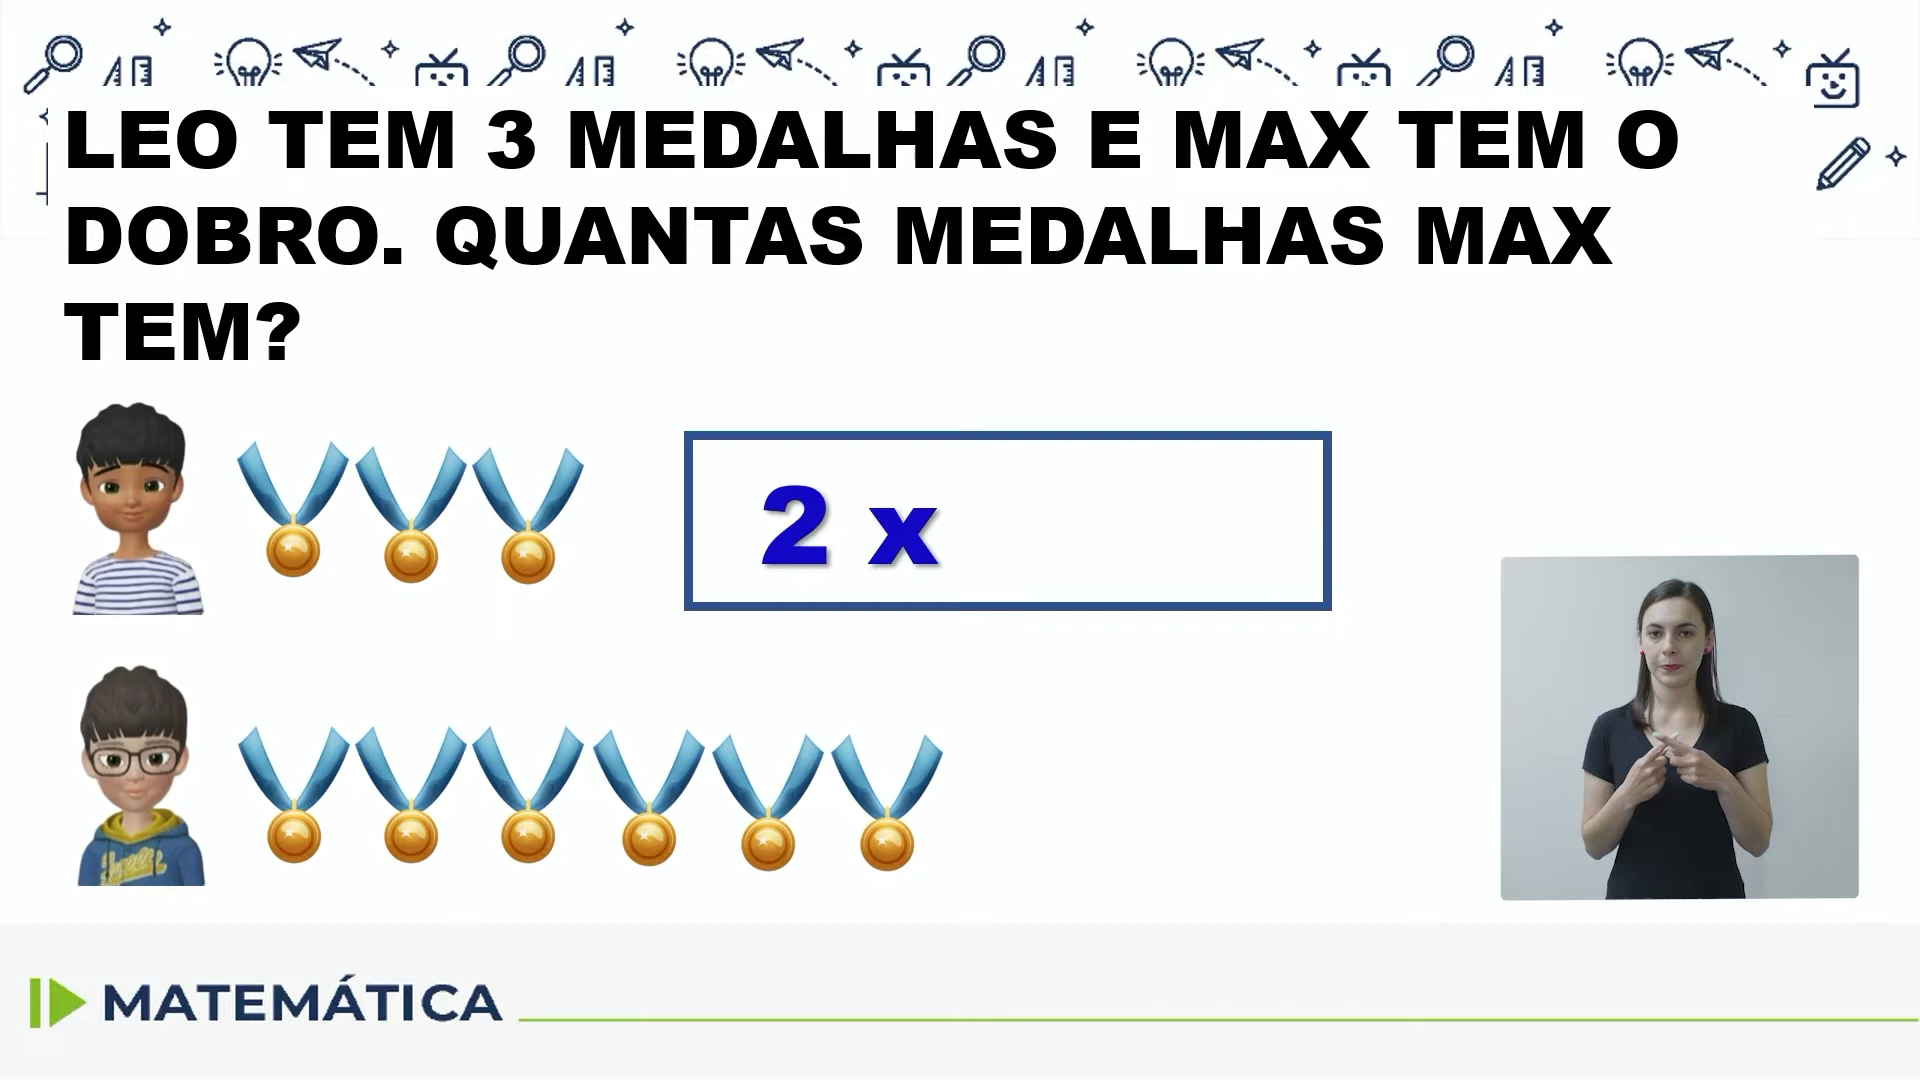 LEO TEM 3 MEDALHAS E MAX TEM O
DOBRO. QUANTAS MEDALHAS MAX
TEM?
2 x
MATEMÁTICA